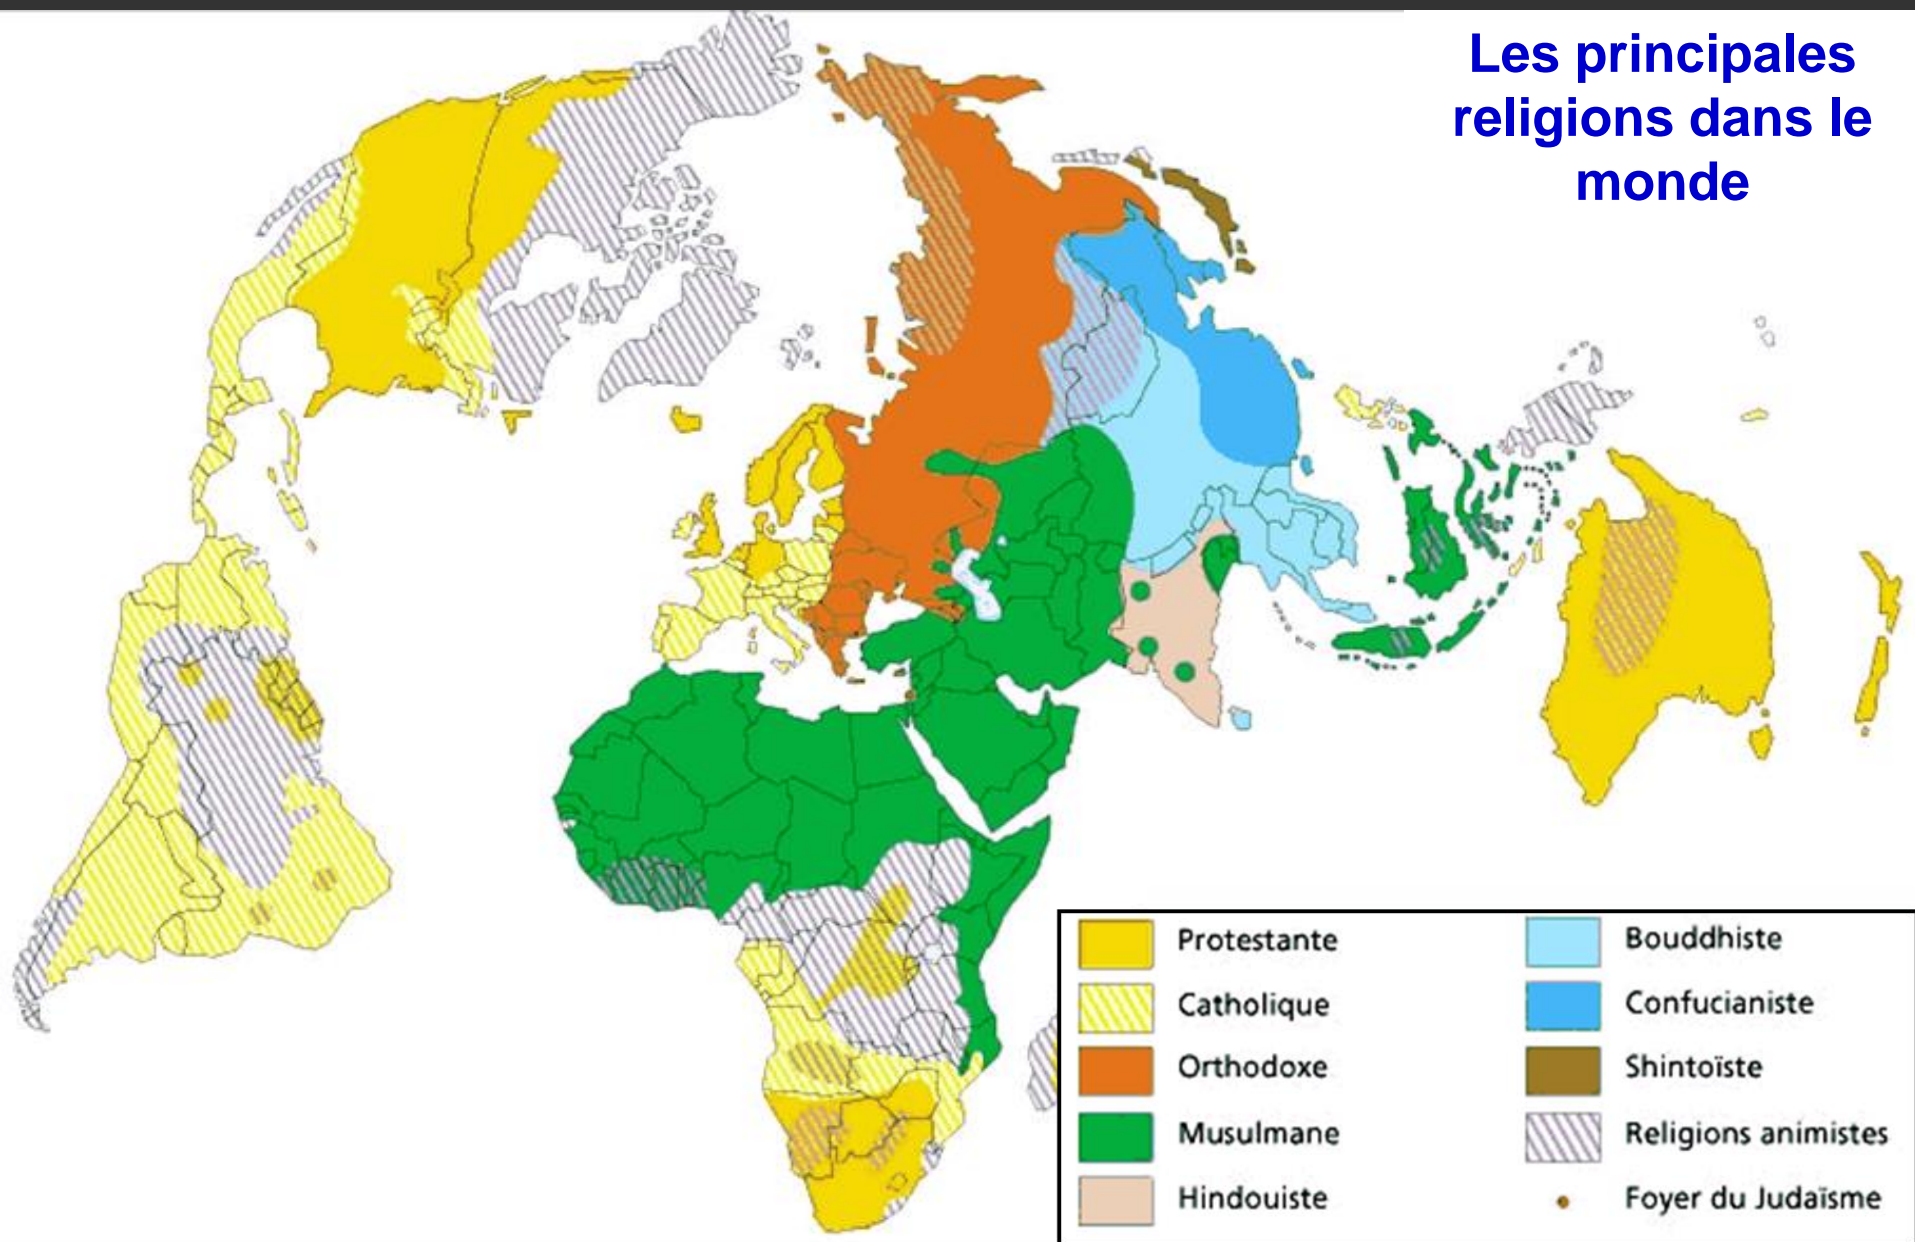 Les principales
religions dans le
monde
Protestante
Catholique
Orthodoxe
Musulmane
Hindouiste
Bouddhiste
Confucianiste
Shintoïste
Religions animistes
Foyer du Judaïsme